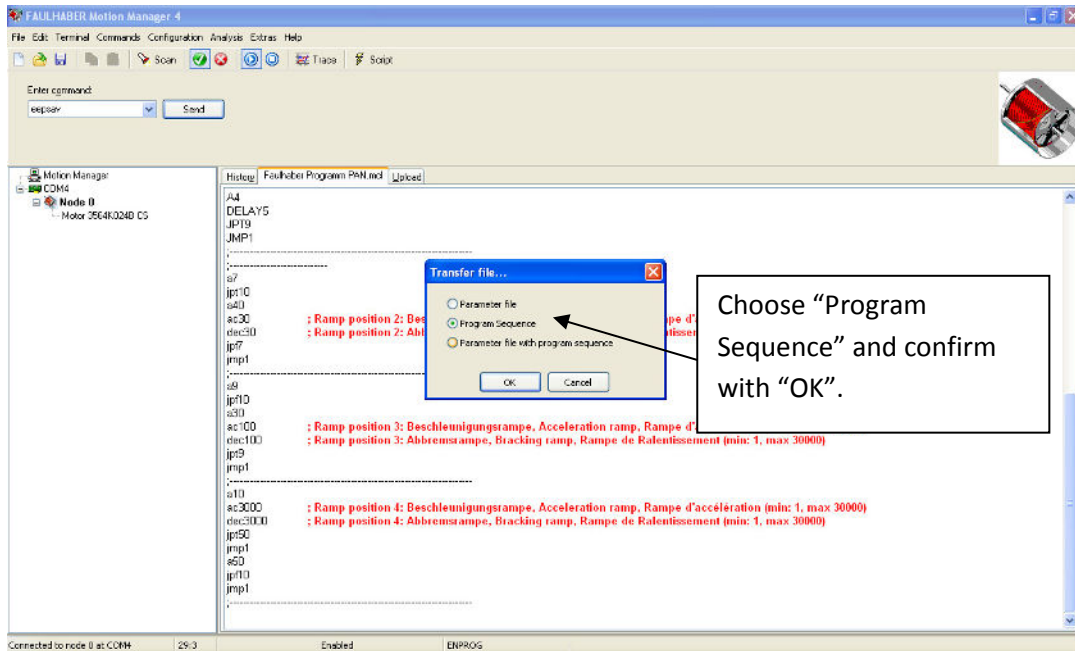 FAULHABER Motion Manager 4
File Edit Terminal Commands Configuration Analysis Extras Help
Scan Trace Script
Enter command:
eepsav Send
Motion Manager
COM4
Node 0
Motor 3564K024B CS
History Faulhaber Programm PAN.mcl Upload
A4
DELAY5
JPT9
JMP1
;--------------------------------------------------------
;------------------------
a7
jpt10
a40
ac30 ; Ramp position 2: Bes
dec30 ; Ramp position 2: Abl
jpf7
jmp1
;--------------------------------------------------------
a9
jpf10
a30
ac100 ; Ramp position 3: Beschleunigungsrampe, Acceleration ramp, Rampe d'
dec100 ; Ramp position 3: Abbremsrampe, Bracking ramp, Rampe de Ralentissement (min: 1, max 30000)
jpt9
jmp1
;--------------------------------------------------------
a10
ac3000 ; Ramp position 4: Beschleunigungsrampe, Acceleration ramp, Rampe d'accélération (min: 1, max 30000)
dec3000 ; Ramp position 4: Abbremsrampe, Bracking ramp, Rampe de Ralentissement (min: 1, max 30000)
jpt50
jmp1
a50
jpf10
jmp1
;--------------------------------------------------------
Transfer file...
Parameter file
Program Sequence
Parameter file with program sequence
OK Cancel
Choose “Program
Sequence” and confirm
with “OK”.
Connected to node 0 at COM4 29:3 Enabled ENPROG